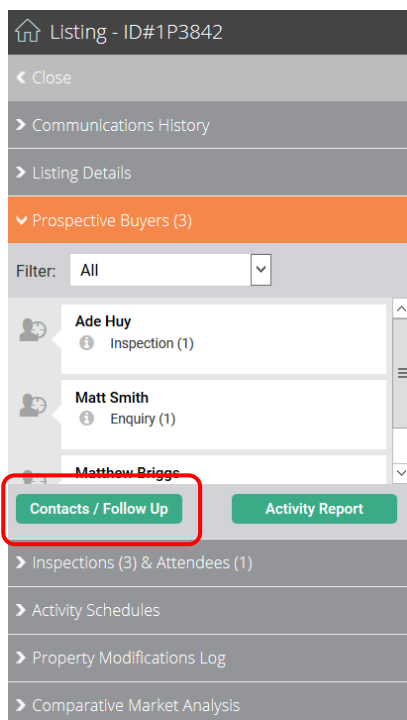 Listing - ID#1P3842
Close
Communications History
Listing Details
Prospective Buyers (3)
Filter: All
Ade Huy
Inspection (1)
Matt Smith
Enquiry (1)
Matthew Briggs
Contacts / Follow Up Activity Report
Inspections (3) & Attendees (1)
Activity Schedules
Property Modifications Log
Comparative Market Analysis